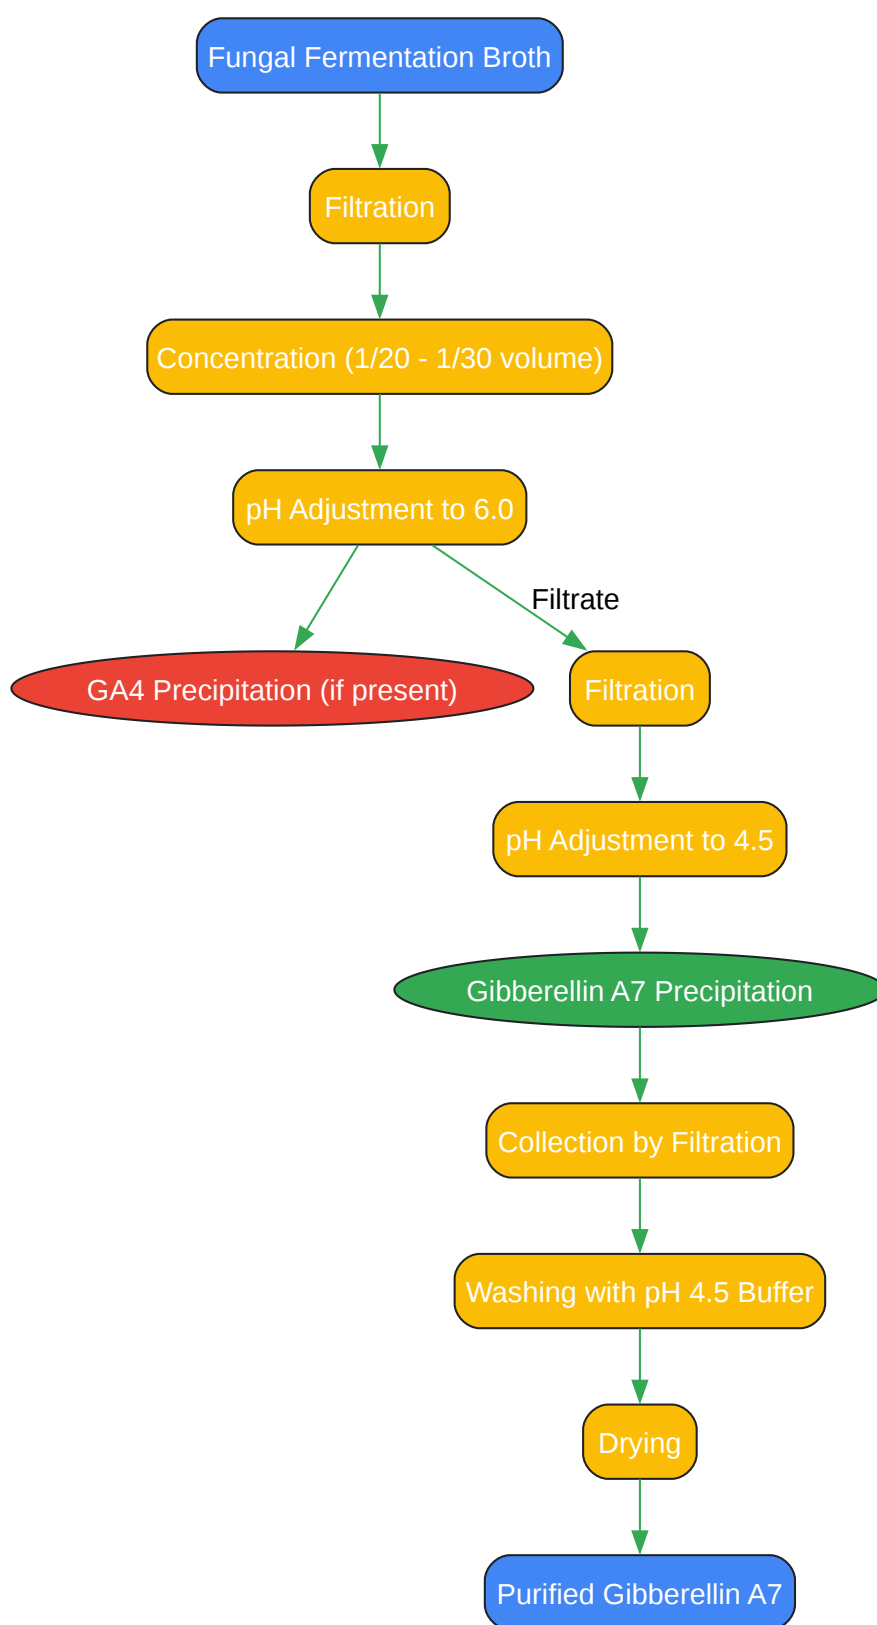 Fungal Fermentation Broth
Filtration
Concentration (1/20 - 1/30 volume)
pH Adjustment to 6.0
Filtrate
GA4 Precipitation (if present)
Filtration
pH Adjustment to 4.5
Gibberellin A7 Precipitation
Collection by Filtration
Washing with pH 4.5 Buffer
Drying
Purified Gibberellin A7